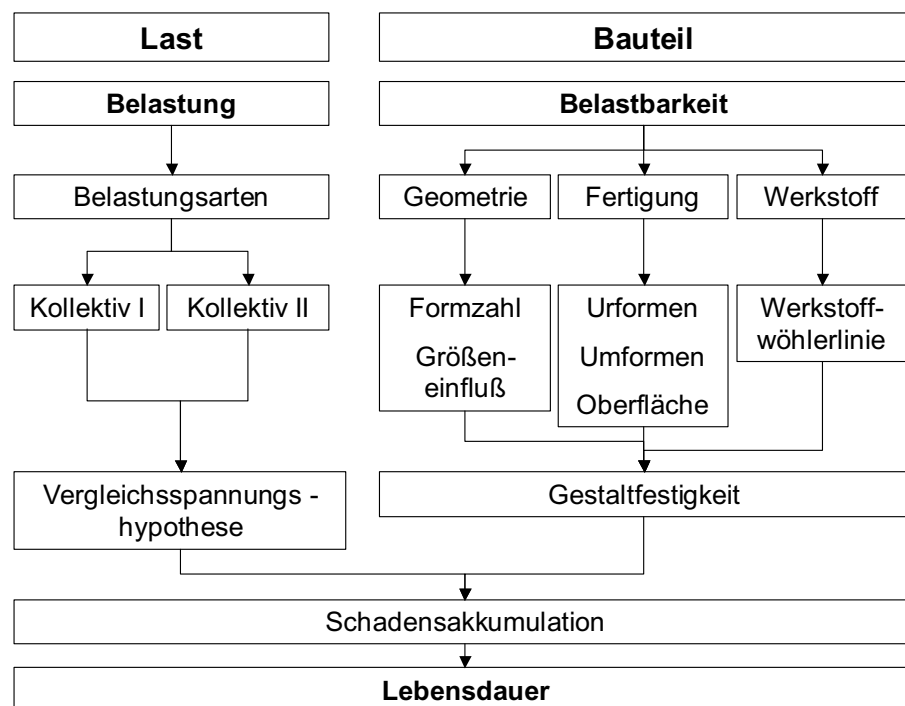 Last
Bauteil
Belastung
Belastbarkeit
Belastungsarten
Geometrie
Fertigung
Werkstoff
Kollektiv I
Kollektiv II
Formzahl
Größen-
einfluß
Urformen
Umformen
Oberfläche
Werkstoff-
wöhlerlinie
Vergleichsspannungs -
hypothese
Gestaltfestigkeit
Schadensakkumulation
Lebensdauer